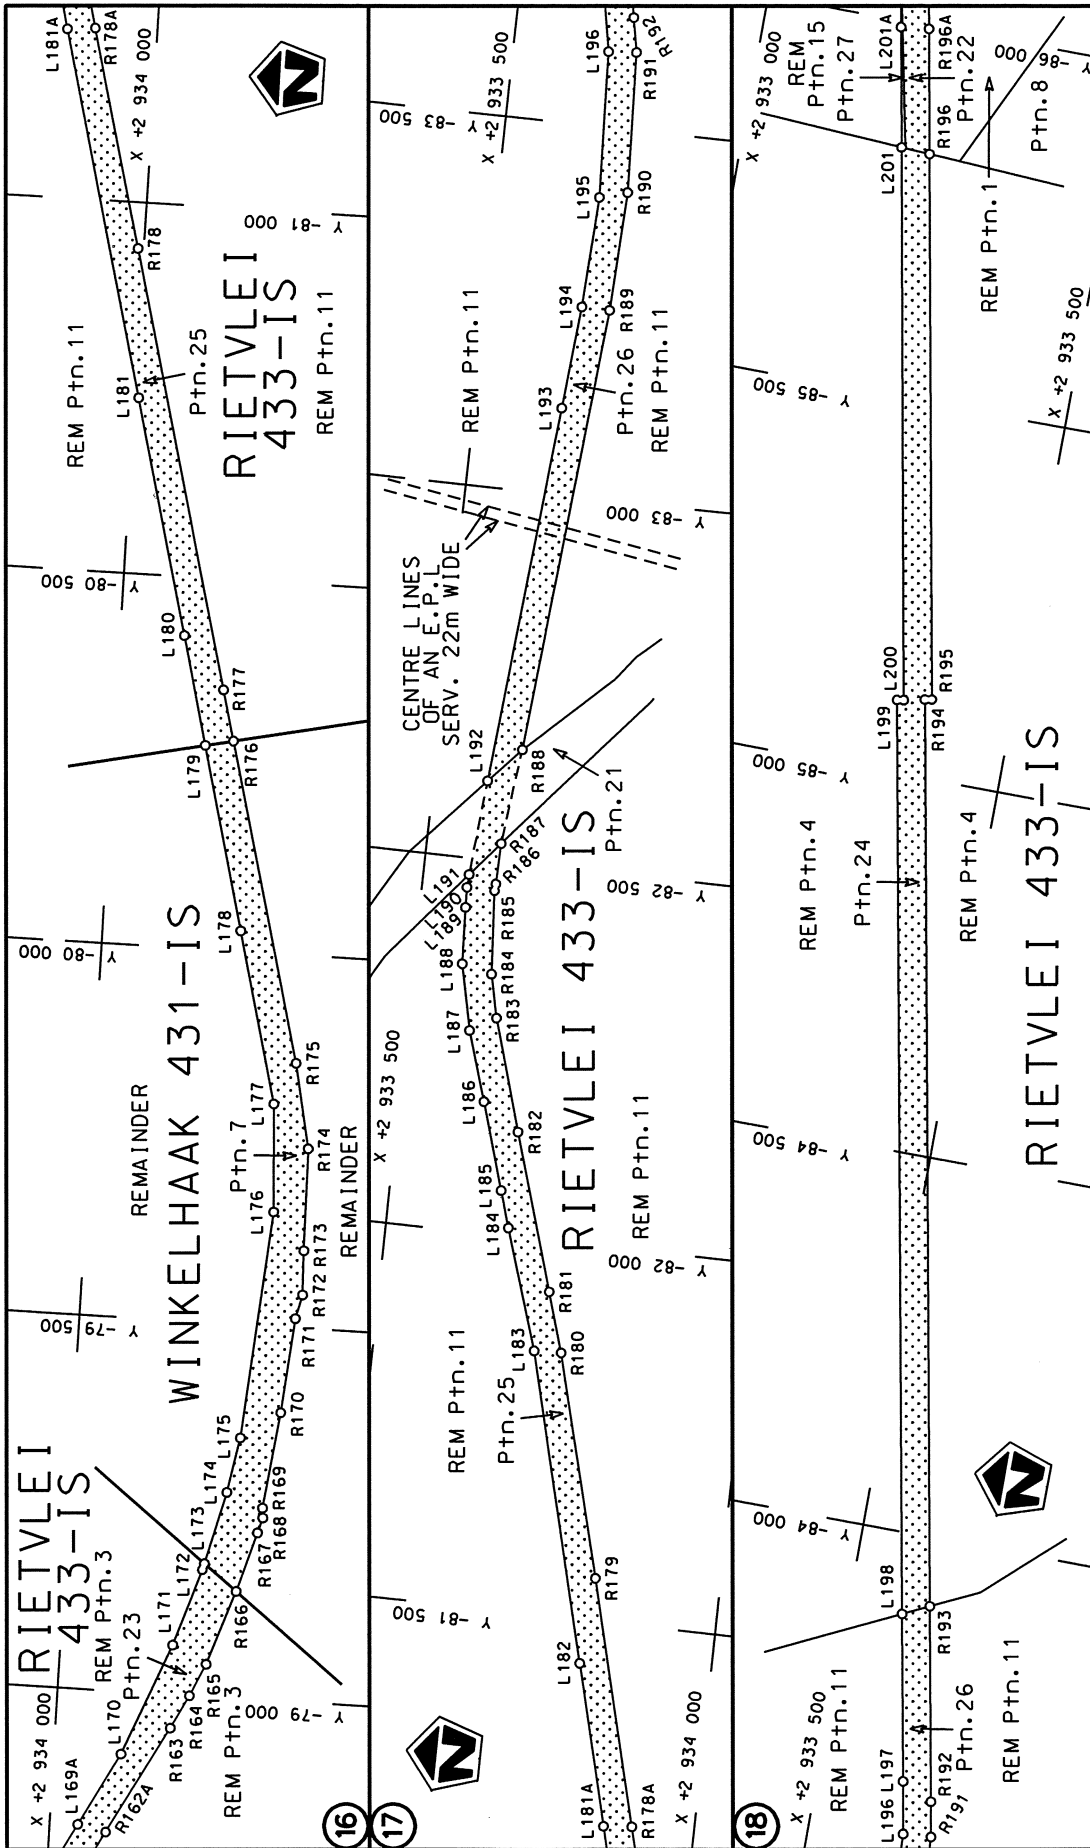 16
RIETVLEI
433-IS
REM Ptn.3
Ptn.23
X +2 934 000
L169A
L170
L171
L172
L173
L174
L175
L176
L177
L178
L179
L180
L181
L181A
R162A
R163
R164
R165
R166
R167
R168
R169
R170
R171
R172
R173
R174
R175
R176
R177
R178
R178A
REM Ptn.3
Y -79 000
Y -79 500
Y -80 000
Y -80 500
Y -81 000
WINKELHAAK 431-IS
REMAINDER
Ptn.7
REMAINDER
REM Ptn.11
Ptn.25
RIETVLEI
433-IS
REM Ptn.11
X +2 934 000
N
17
N
L181A
L182
L183
L184
L185
L186
L187
L188
L189
L190
L191
L192
L193
L194
L195
L196
R178A
R179
R180
R181
R182
R183
R184
R185
R186
R187
R188
R189
R190
R191
R192
X +2 934 000
Y -81 500
Y -82 000
Y -82 500
Y -83 000
Y -83 500
REM Ptn.11
Ptn.25
RIETVLEI 433-IS
REM Ptn.11
X +2 933 500
Ptn.21
CENTRE LINES
OF AN E.P.L
SERV. 22m WIDE
REM Ptn.11
Ptn.26
REM Ptn.11
X +2 933 500
18
X +2 933 500
REM Ptn.11
L196
L197
L198
L199
L200
L201
L201A
R191
R192
R193
R194
R195
R196
R196A
Ptn.26
REM Ptn.11
N
Y -84 000
Y -84 500
Y -85 000
Y -85 500
Y -86 000
REM Ptn.4
Ptn.24
REM Ptn.4
RIETVLEI 433-IS
X +2 933 500
X +2 933 000
REM
Ptn.15
Ptn.27
Ptn.22
REM Ptn.1
Ptn.8